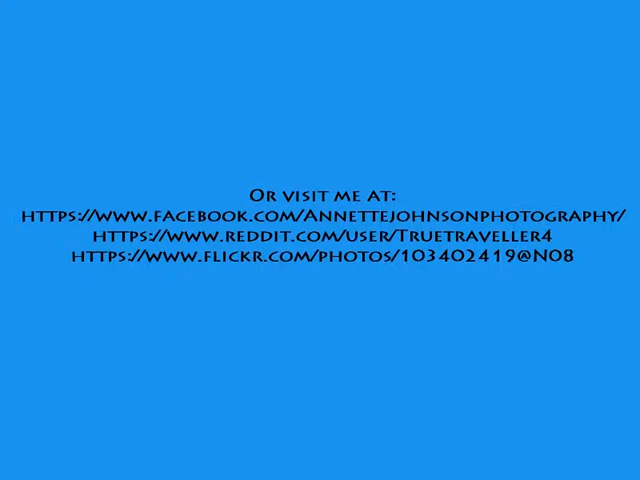 Or visit me at:
https://www.facebook.com/Annettejohnsonphotography/
https://www.reddit.com/user/Truetraveller4
https://www.flickr.com/photos/103402419@N08